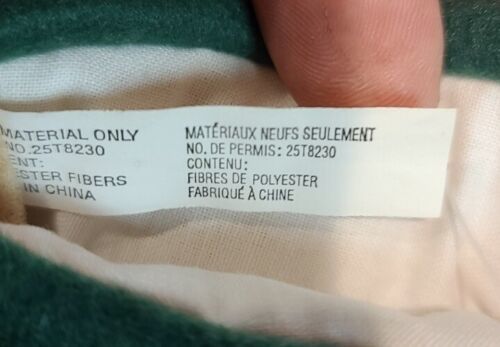 MATERIAL ONLY
NO.25T8230
ENT:
ESTER FIBERS
IN CHINA
MATÉRIAUX NEUFS SEULEMENT
NO. DE PERMIS: 25T8230
CONTENU:
FIBRES DE POLYESTER
FABRIQUÉ À CHINE